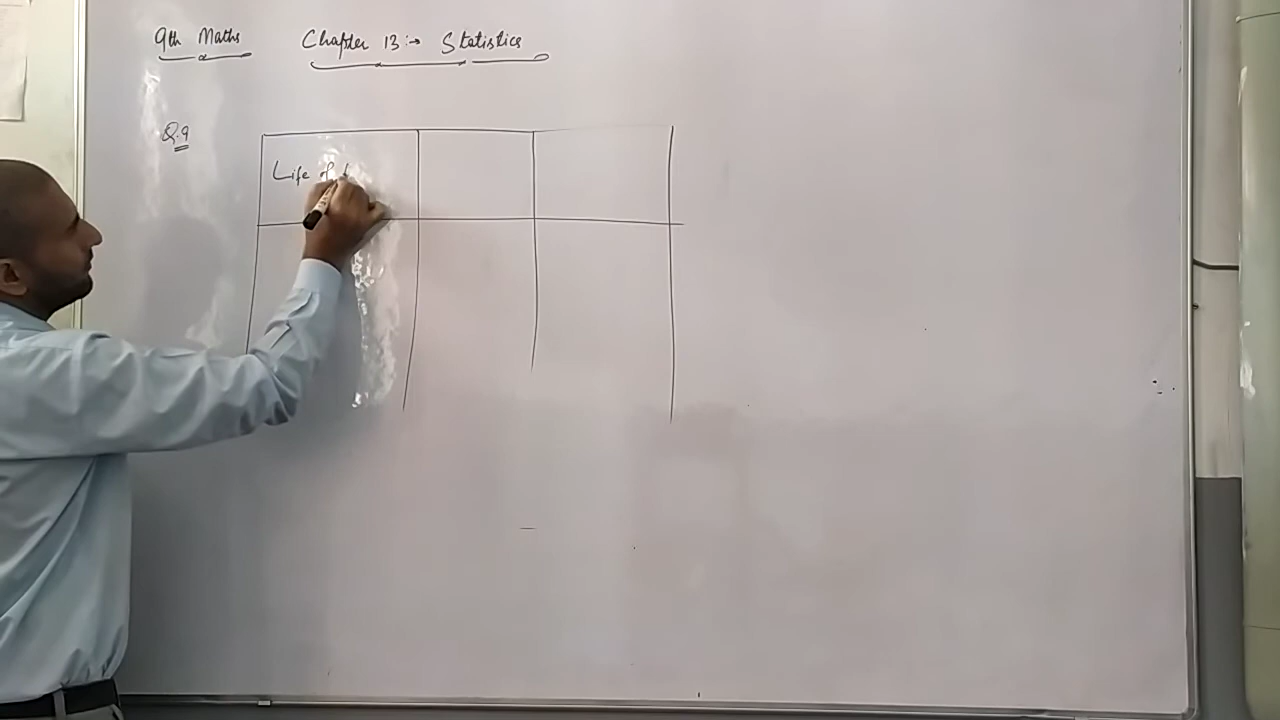 9th Maths Chapter 13:→ Statistics
Q.9
Life of